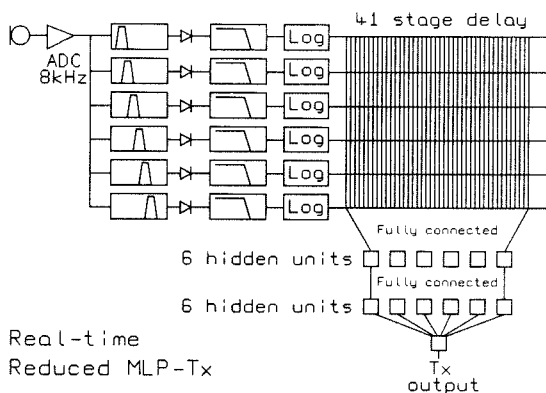 41 stage delay
ADC
8kHz
Log
Log
Log
Log
Log
Log
Fully connected
6 hidden units
Fully connected
6 hidden units
Real-time
Reduced MLP-Tx
Tx
output